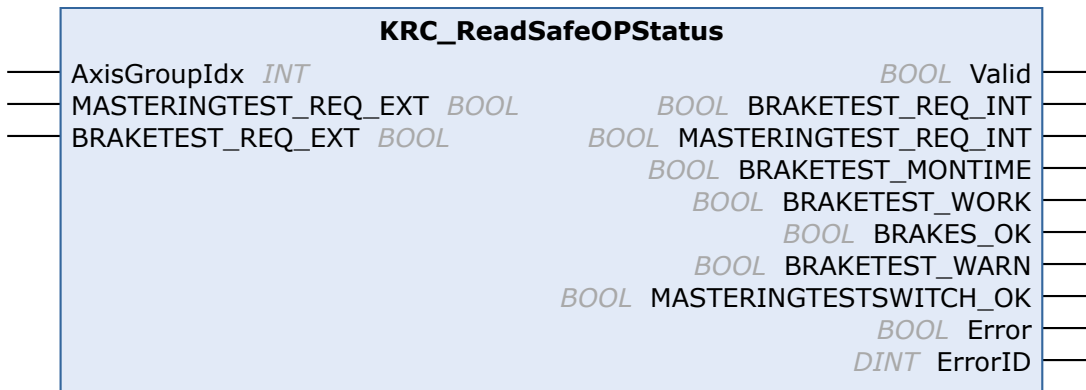 KRC_ReadSafeOPStatus
AxisGroupIdx INT BOOL Valid
MASTERINGTEST_REQ_EXT BOOL BOOL BRAKETEST_REQ_INT
BRAKETEST_REQ_EXT BOOL BOOL MASTERINGTEST_REQ_INT
BOOL BRAKETEST_MONTIME
BOOL BRAKETEST_WORK
BOOL BRAKES_OK
BOOL BRAKETEST_WARN
BOOL MASTERINGTESTSWITCH_OK
BOOL Error
DINT ErrorID